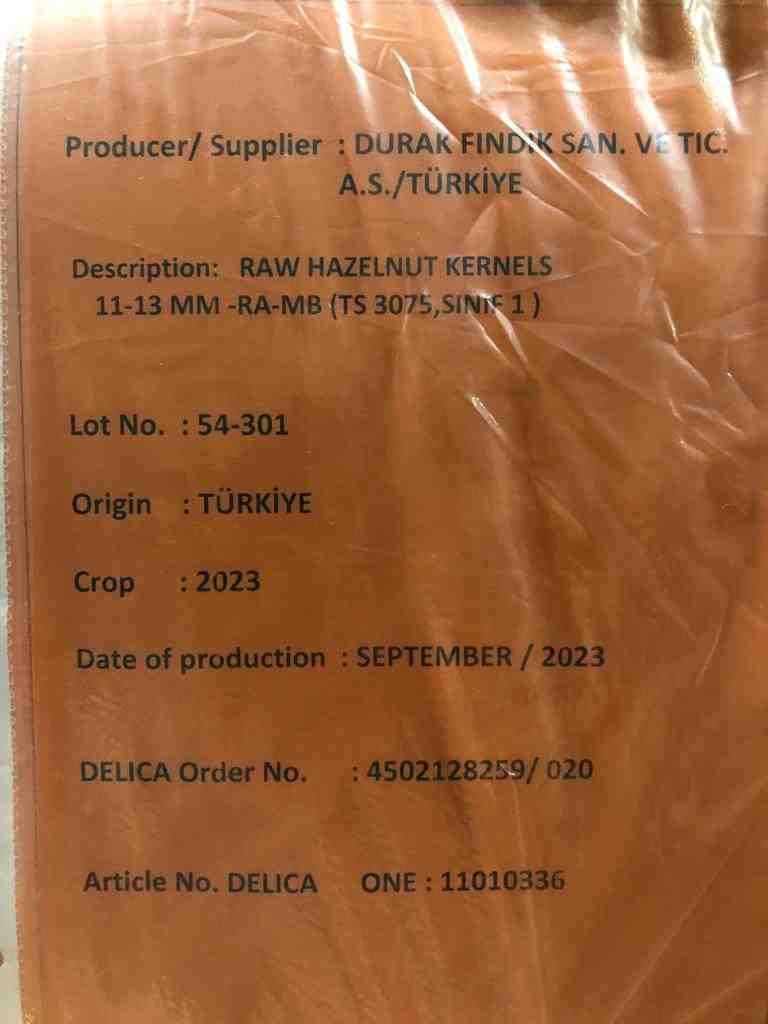 Producer/ Supplier : DURAK FINDIK SAN. VE TIC.
A.S./TÜRKİYE
Description: RAW HAZELNUT KERNELS
11-13 MM -RA-MB (TS 3075,SINIF 1 )
Lot No. : 54-301
Origin : TÜRKİYE
Crop : 2023
Date of production : SEPTEMBER / 2023
DELICA Order No. : 4502128259/ 020
Article No. DELICA ONE : 11010336